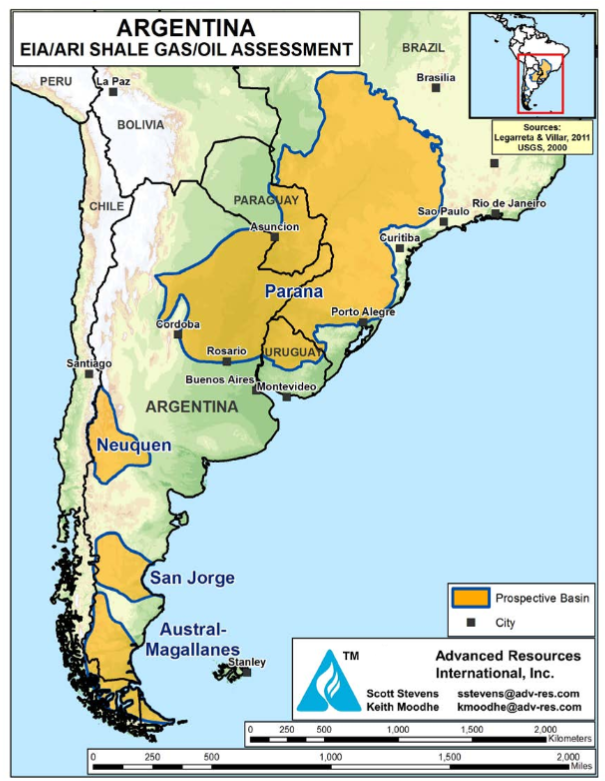 ARGENTINA
EIA/ARI SHALE GAS/OIL ASSESSMENT
BRAZIL
PERU
La Paz
Brasilia
BOLIVIA
Sources:
Legarreta & Villar, 2011
USGS, 2000
CHILE
PARAGUAY
Asuncion
Sao Paulo
Rio de Janeiro
Curitiba
Parana
Cordoba
Porto Alegre
Rosario
URUGUAY
Santiago
Buenos Aires
Montevideo
ARGENTINA
Neuquen
San Jorge
Prospective Basin
City
Austral-
Magallanes
Stanley
TM
Advanced Resources
International, Inc.
Scott Stevens sstevens@adv-res.com
Keith Moodhe kmoodhe@adv-res.com
0 250 500 1,000 1,500 2,000
Kilometers
0 250 500 1,000 1,500 2,000
Miles